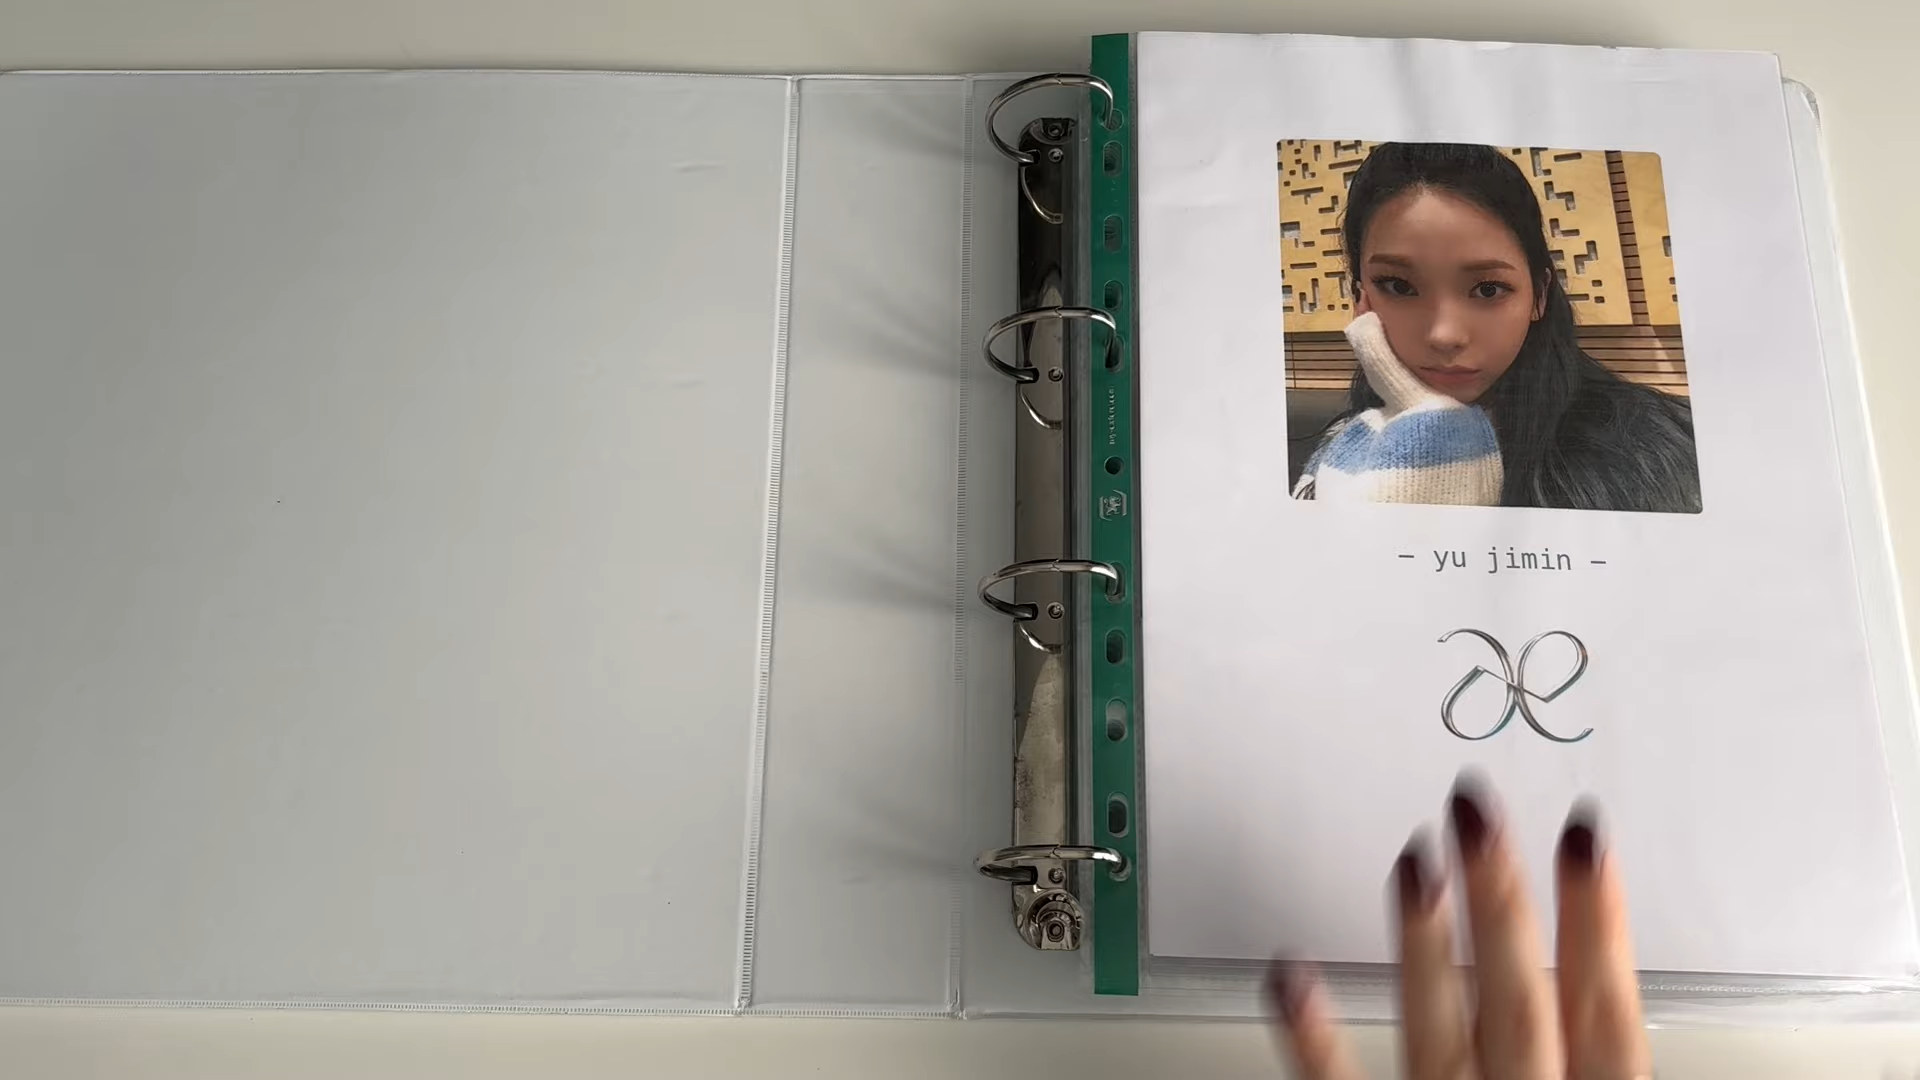 – yu jimin –
æ